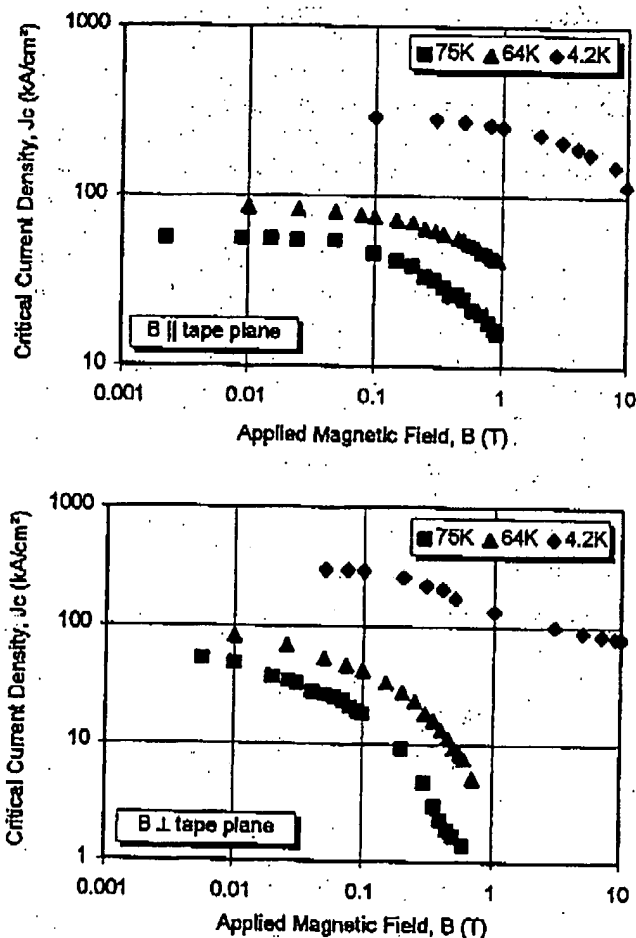 1000
■ 75K ▲ 64K ◆ 4.2K
Critical Current Density, Jc (kA/cm²)
100
B || tape plane
10
0.001 0.01 0.1 1 10
Applied Magnetic Field, B (T)
1000
■ 75K ▲ 64K ◆ 4.2K
Critical Current Density, Jc (kA/cm²)
100
10
B ⊥ tape plane
1
0.001 0.01 0.1 1 10
Applied Magnetic Field, B (T)